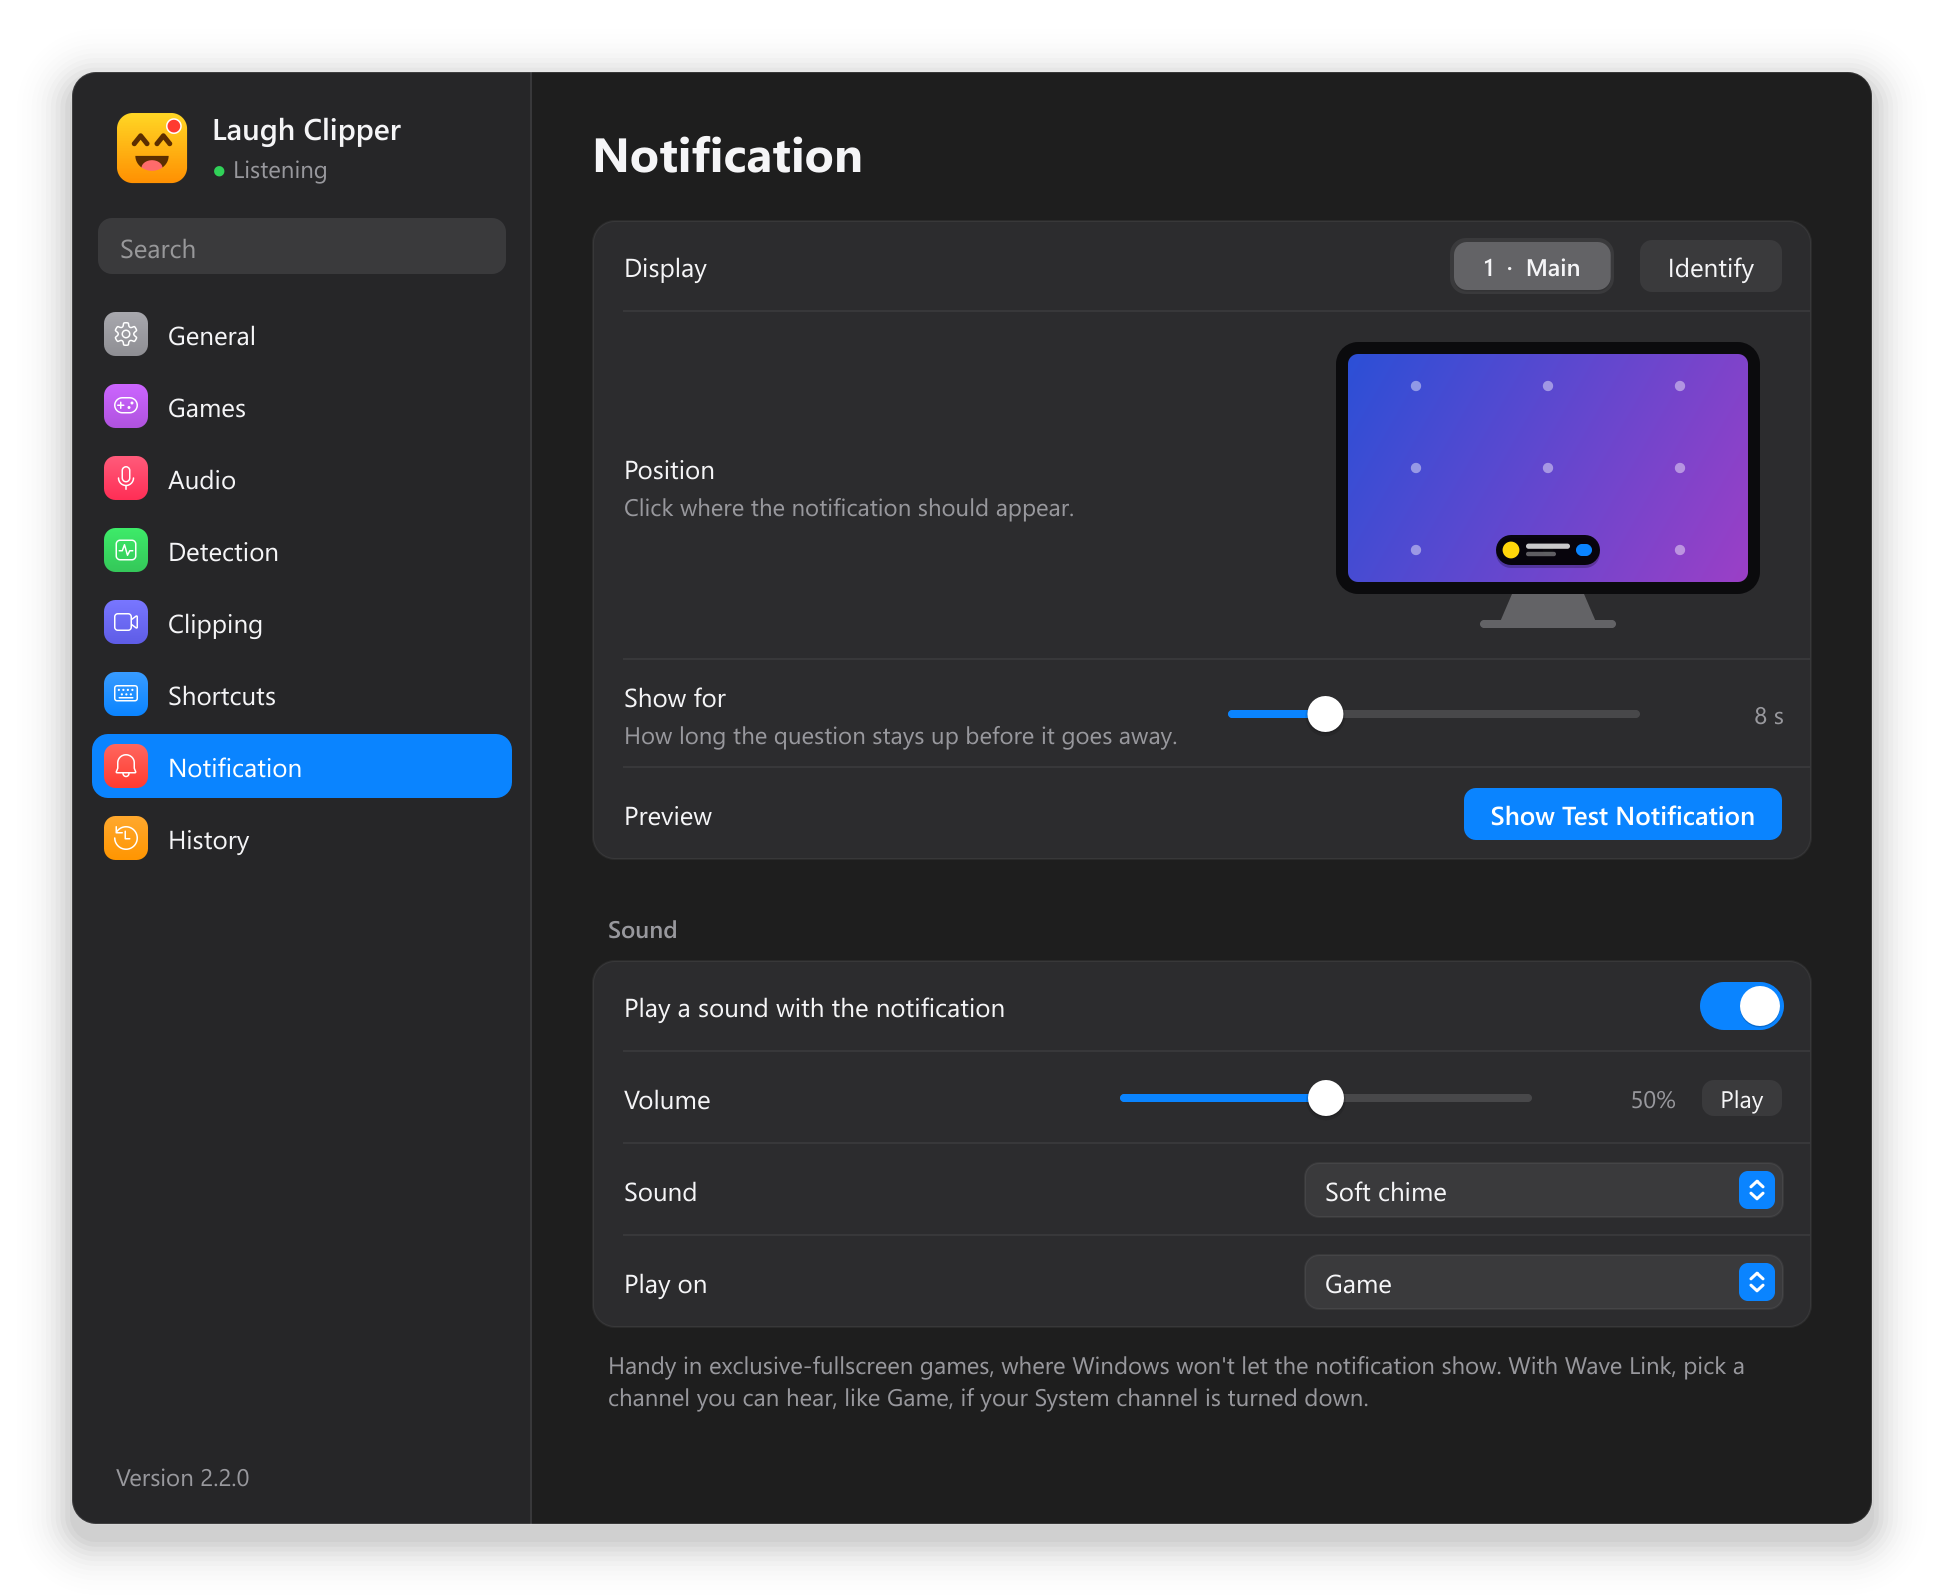 Laugh Clipper
Listening
Search
General
Games
Audio
Detection
Clipping
Shortcuts
Notification
History
Version 2.2.0
Notification
Display
1 · Main
Identify
Position
Click where the notification should appear.
Show for
How long the question stays up before it goes away.
8 s
Preview
Show Test Notification
Sound
Play a sound with the notification
Volume
50%
Play
Sound
Soft chime
Play on
Game
Handy in exclusive-fullscreen games, where Windows won't let the notification show. With Wave Link, pick a
channel you can hear, like Game, if your System channel is turned down.